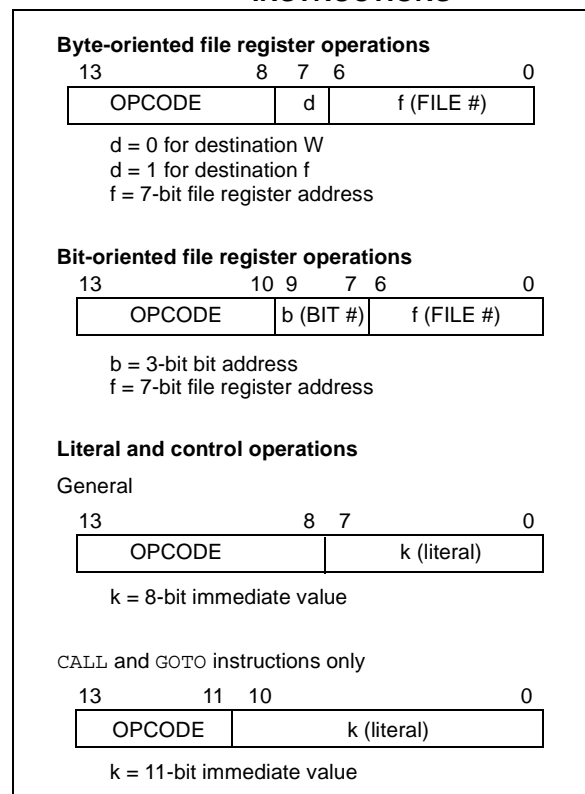 Byte-oriented file register operations
13 8 7 6 0
OPCODE d f (FILE #)
d = 0 for destination W
d = 1 for destination f
f = 7-bit file register address
Bit-oriented file register operations
13 10 9 7 6 0
OPCODE b (BIT #) f (FILE #)
b = 3-bit bit address
f = 7-bit file register address
Literal and control operations
General
13 8 7 0
OPCODE k (literal)
k = 8-bit immediate value
CALL and GOTO instructions only
13 11 10 0
OPCODE k (literal)
k = 11-bit immediate value